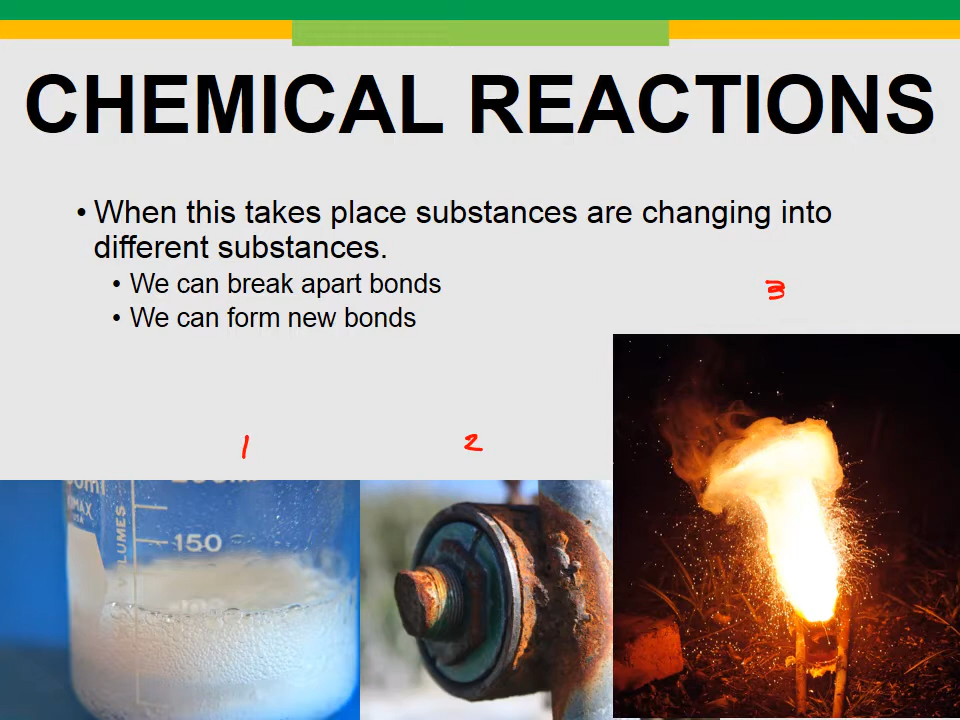 CHEMICAL REACTIONS
• When this takes place substances are changing into
different substances.
• We can break apart bonds
• We can form new bonds
3
1
2
VOLUMES
150